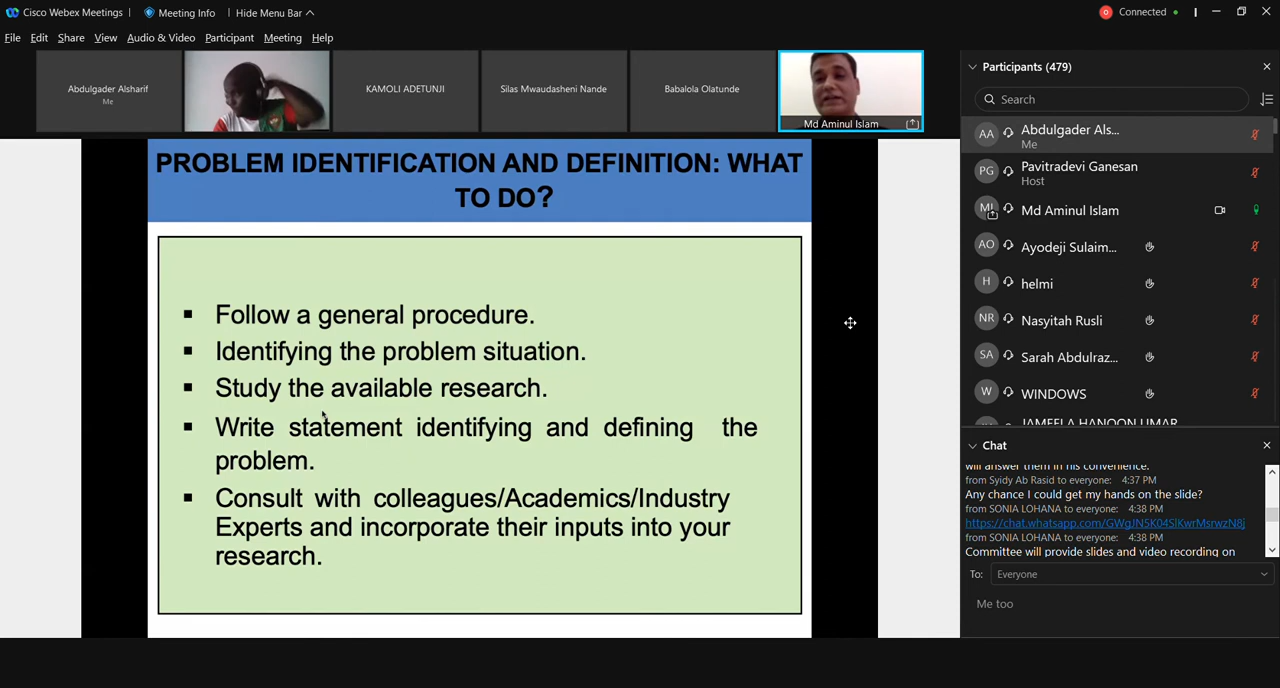 Cisco Webex Meetings
Meeting Info
Hide Menu Bar
Connected
File Edit Share View Audio & Video Participant Meeting Help
Abdulgader Alsharif
Me
KAMOLI ADETUNJI
Silas Mwaudasheni Nande
Babalola Olatunde
Md Aminul Islam
PROBLEM IDENTIFICATION AND DEFINITION: WHAT
TO DO?
▪ Follow a general procedure.
▪ Identifying the problem situation.
▪ Study the available research.
▪ Write statement identifying and defining the
problem.
▪ Consult with colleagues/Academics/Industry
Experts and incorporate their inputs into your
research.
Participants (479)
Search
AA Abdulgader Als...
Me
PG Pavitradevi Ganesan
Host
MI Md Aminul Islam
AO Ayodeji Sulaim...
H helmi
NR Nasyitah Rusli
SA Sarah Abdulraz...
W WINDOWS
JAMEELA HANOON UMAR
Chat
will answer them in his convenience.
from Syidy Ab Rasid to everyone: 4:37 PM
Any chance I could get my hands on the slide?
from SONIA LOHANA to everyone: 4:38 PM
https://chat.whatsapp.com/GWgJN5K04SlKwrMsrwzN8j
from SONIA LOHANA to everyone: 4:38 PM
Committee will provide slides and video recording on
To: Everyone
Me too